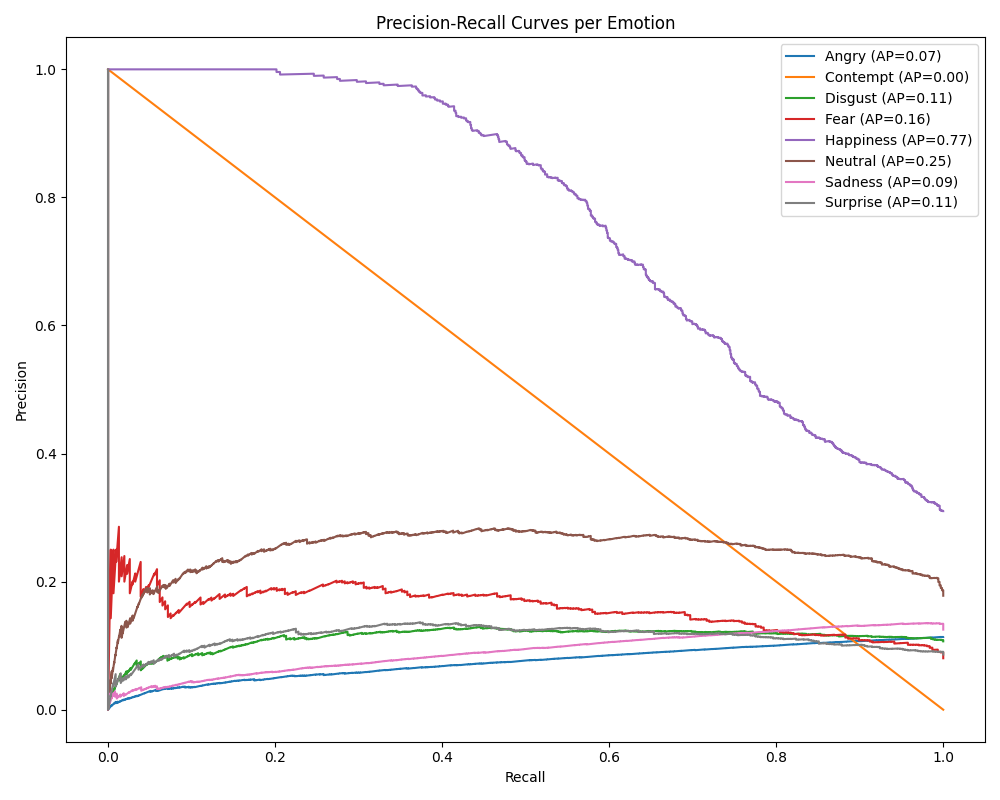 Precision-Recall Curves per Emotion
Angry (AP=0.07)
Contempt (AP=0.00)
Disgust (AP=0.11)
Fear (AP=0.16)
Happiness (AP=0.77)
Neutral (AP=0.25)
Sadness (AP=0.09)
Surprise (AP=0.11)
Precision
1.0
0.8
0.6
0.4
0.2
0.0
0.0 0.2 0.4 0.6 0.8 1.0
Recall